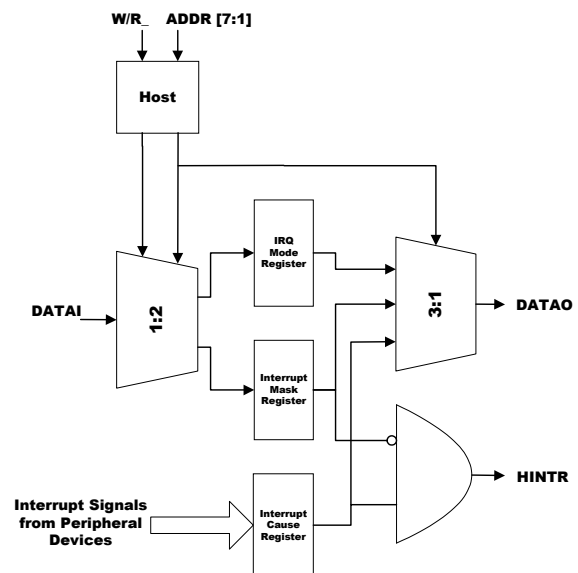 W/R_ ADDR [7:1]
Host
IRQ
Mode
Register
DATAI
1:2
3:1
DATAO
Interrupt
Mask
Register
HINTR
Interrupt Signals
from Peripheral
Devices
Interrupt
Cause
Register